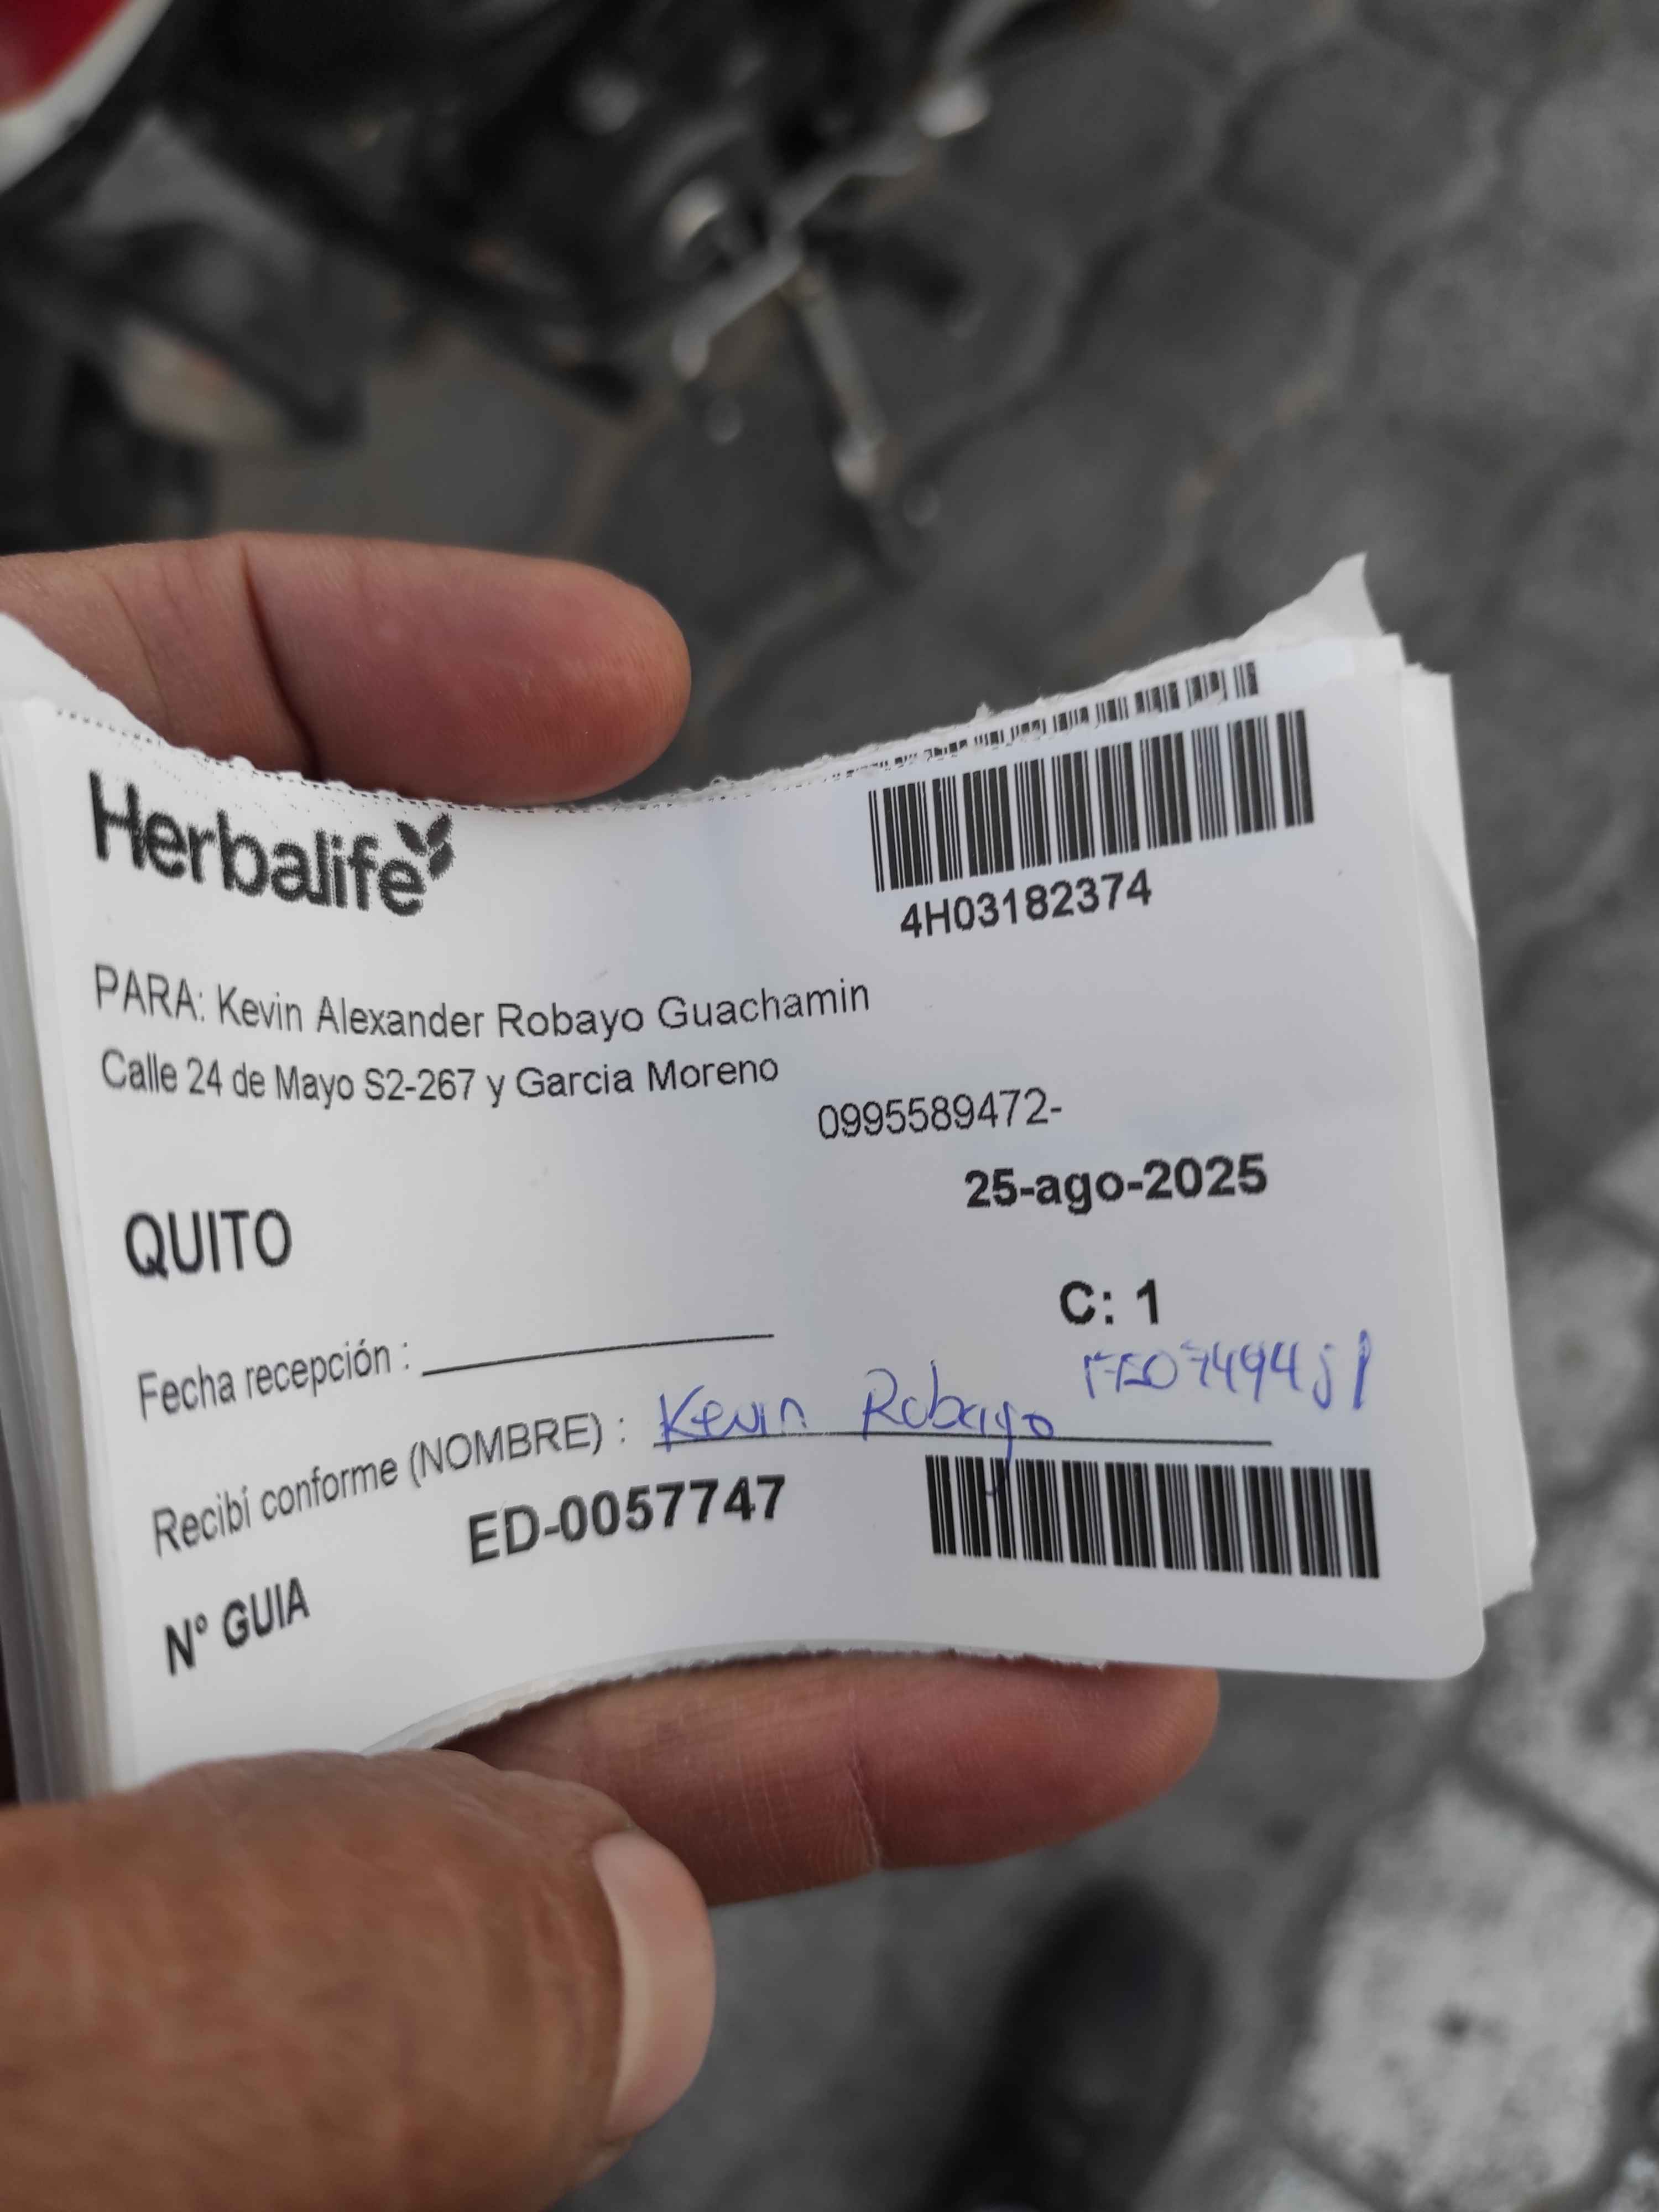 Herbalife
4H03182374
PARA: Kevin Alexander Robayo Guachamin
Calle 24 de Mayo S2-267 y Garcia Moreno
0995589472-
25-ago-2025
QUITO
C: 1
Fecha recepción :
Recibí conforme (NOMBRE) : Kevin Robayo
N° GUIA ED-0057747